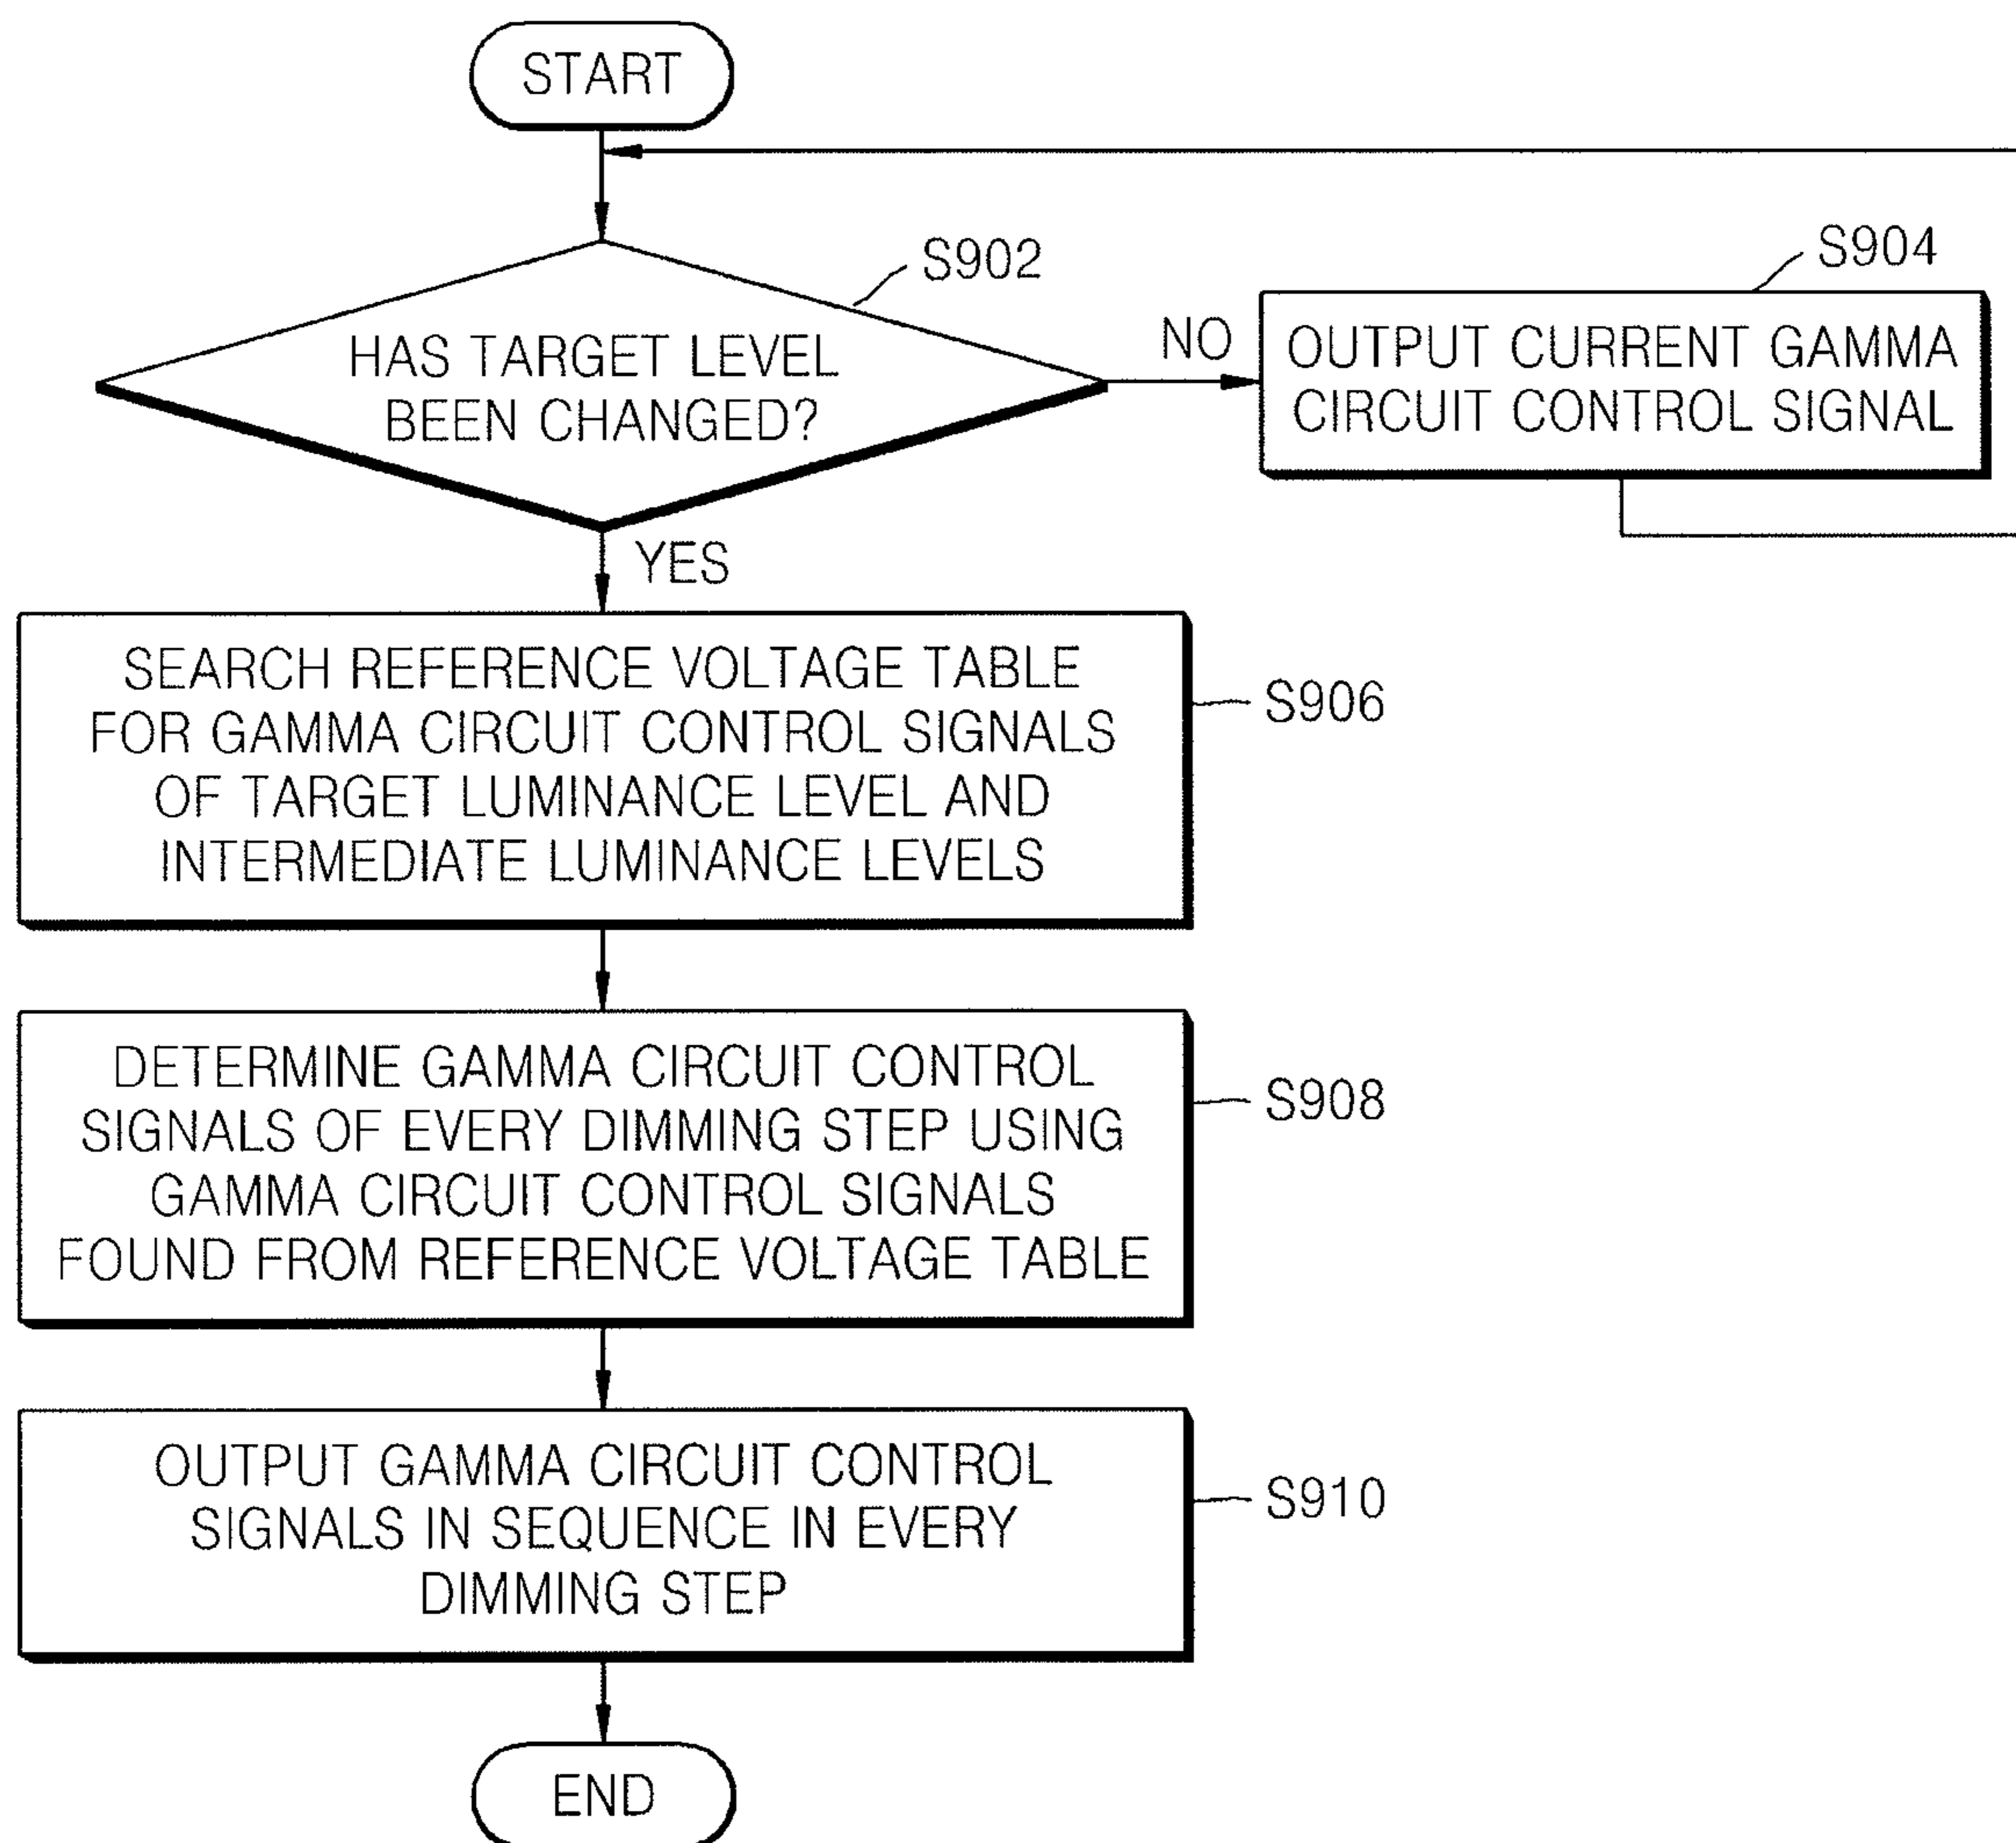 START
S902
HAS TARGET LEVEL
BEEN CHANGED?
NO
S904
OUTPUT CURRENT GAMMA
CIRCUIT CONTROL SIGNAL
YES
SEARCH REFERENCE VOLTAGE TABLE
FOR GAMMA CIRCUIT CONTROL SIGNALS
OF TARGET LUMINANCE LEVEL AND
INTERMEDIATE LUMINANCE LEVELS
S906
DETERMINE GAMMA CIRCUIT CONTROL
SIGNALS OF EVERY DIMMING STEP USING
GAMMA CIRCUIT CONTROL SIGNALS
FOUND FROM REFERENCE VOLTAGE TABLE
S908
OUTPUT GAMMA CIRCUIT CONTROL
SIGNALS IN SEQUENCE IN EVERY
DIMMING STEP
S910
END